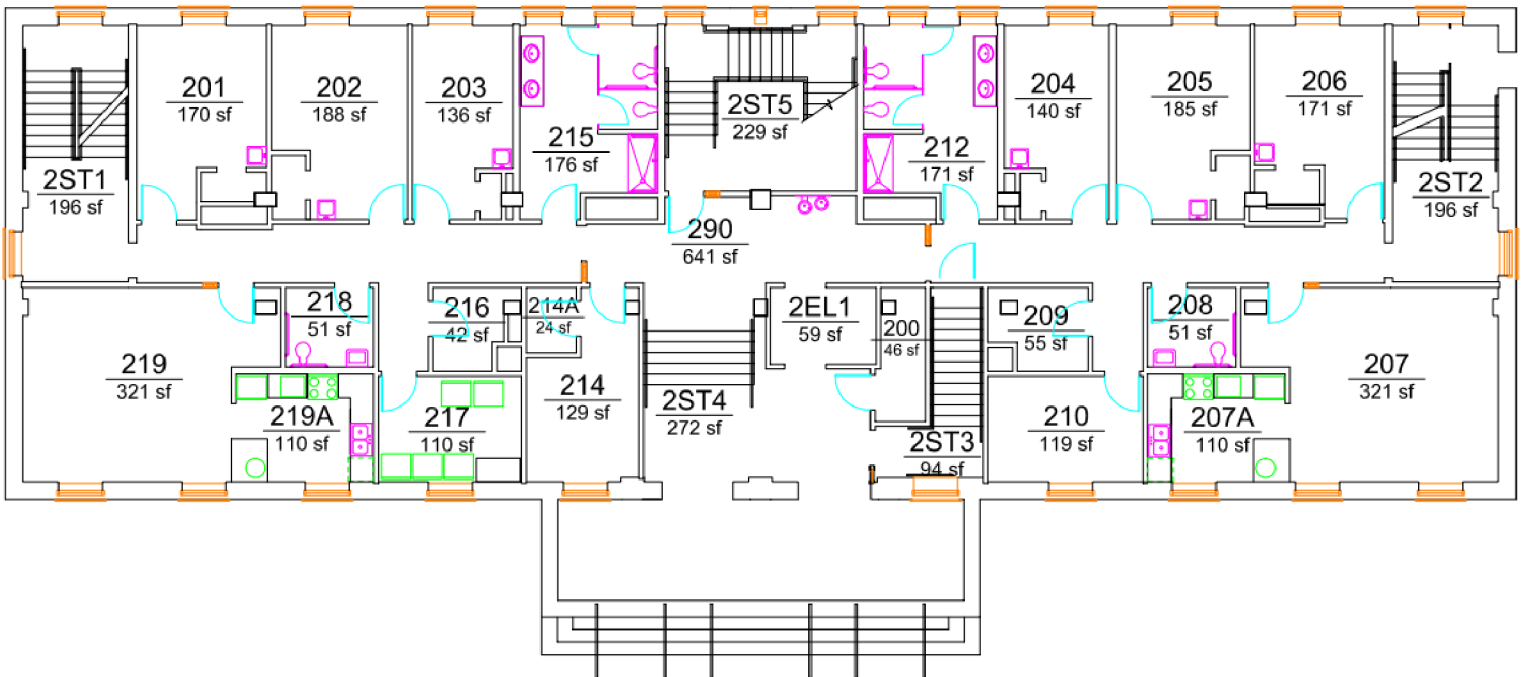 201
170 sf
202
188 sf
203
136 sf
215
176 sf
2ST5
229 sf
212
171 sf
204
140 sf
205
185 sf
206
171 sf
2ST1
196 sf
2ST2
196 sf
290
641 sf
218
51 sf
216
42 sf
214A
24 sf
2EL1
59 sf
200
46 sf
209
55 sf
208
51 sf
219
321 sf
207
321 sf
219A
110 sf
217
110 sf
214
129 sf
2ST4
272 sf
2ST3
94 sf
210
119 sf
207A
110 sf